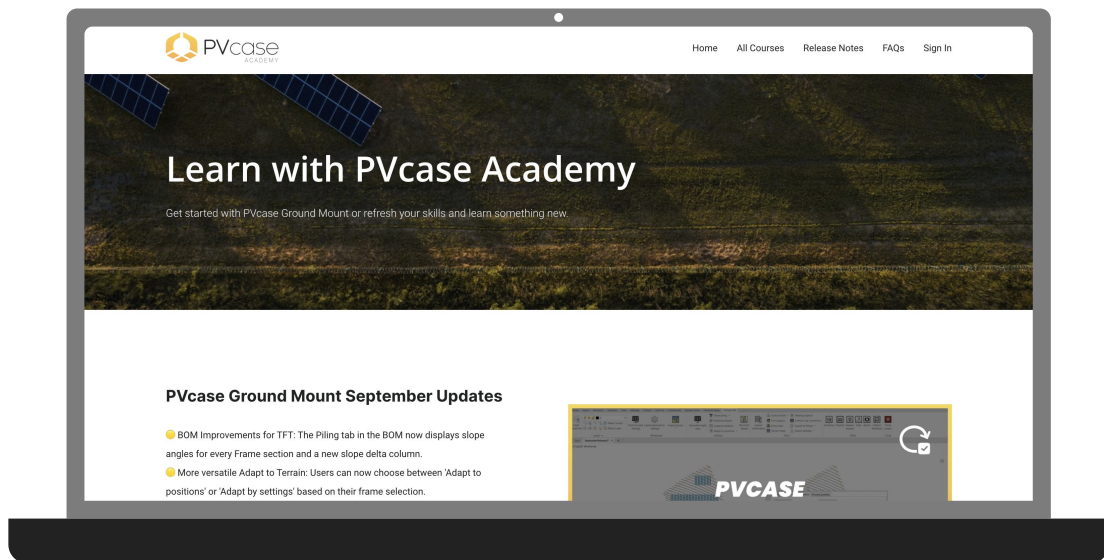 PVcase
ACADEMY
Home All Courses Release Notes FAQs Sign In
Learn with PVcase Academy
Get started with PVcase Ground Mount or refresh your skills and learn something new.
PVcase Ground Mount September Updates
BOM Improvements for TFT: The Piling tab in the BOM now displays slope
angles for every Frame section and a new slope delta column.
More versatile Adapt to Terrain: Users can now choose between 'Adapt to
positions' or 'Adapt by settings' based on their frame selection.
PVCASE